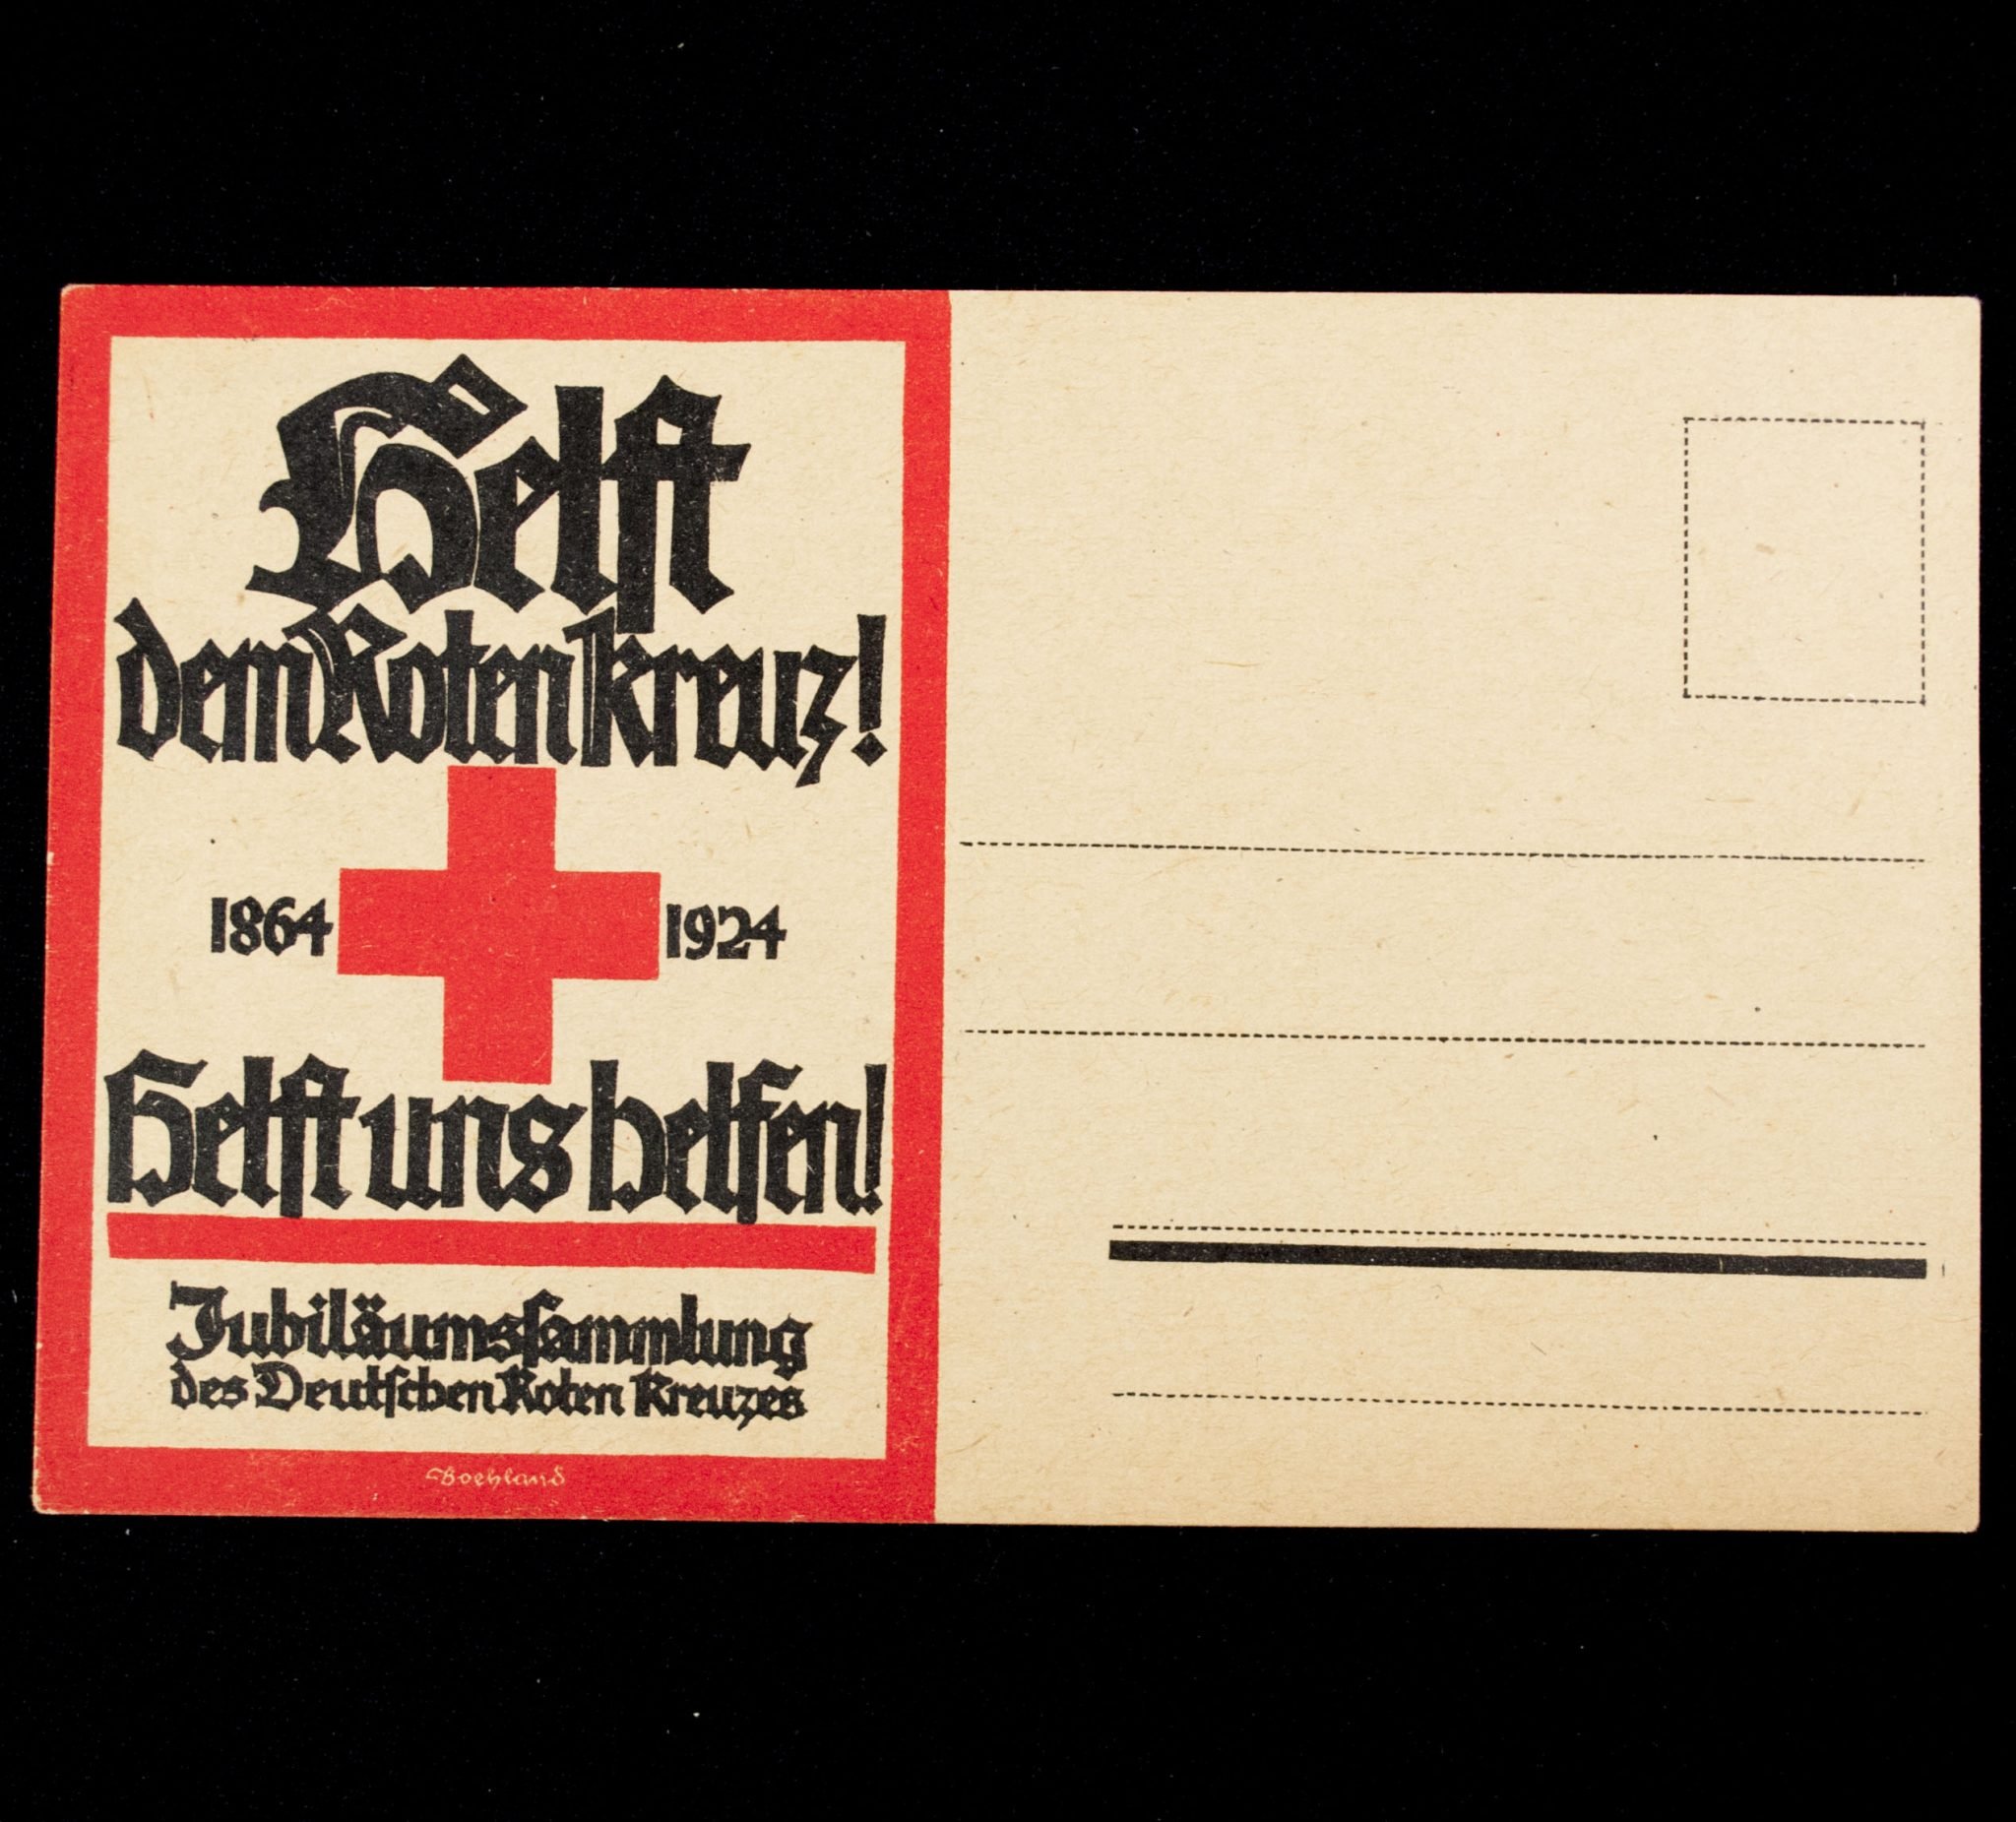 Helft
dem Roten Kreuz!
1864 1924
Helft uns helfen!
Jubiläumssammlung
des Deutschen Roten Kreuzes
Boehland